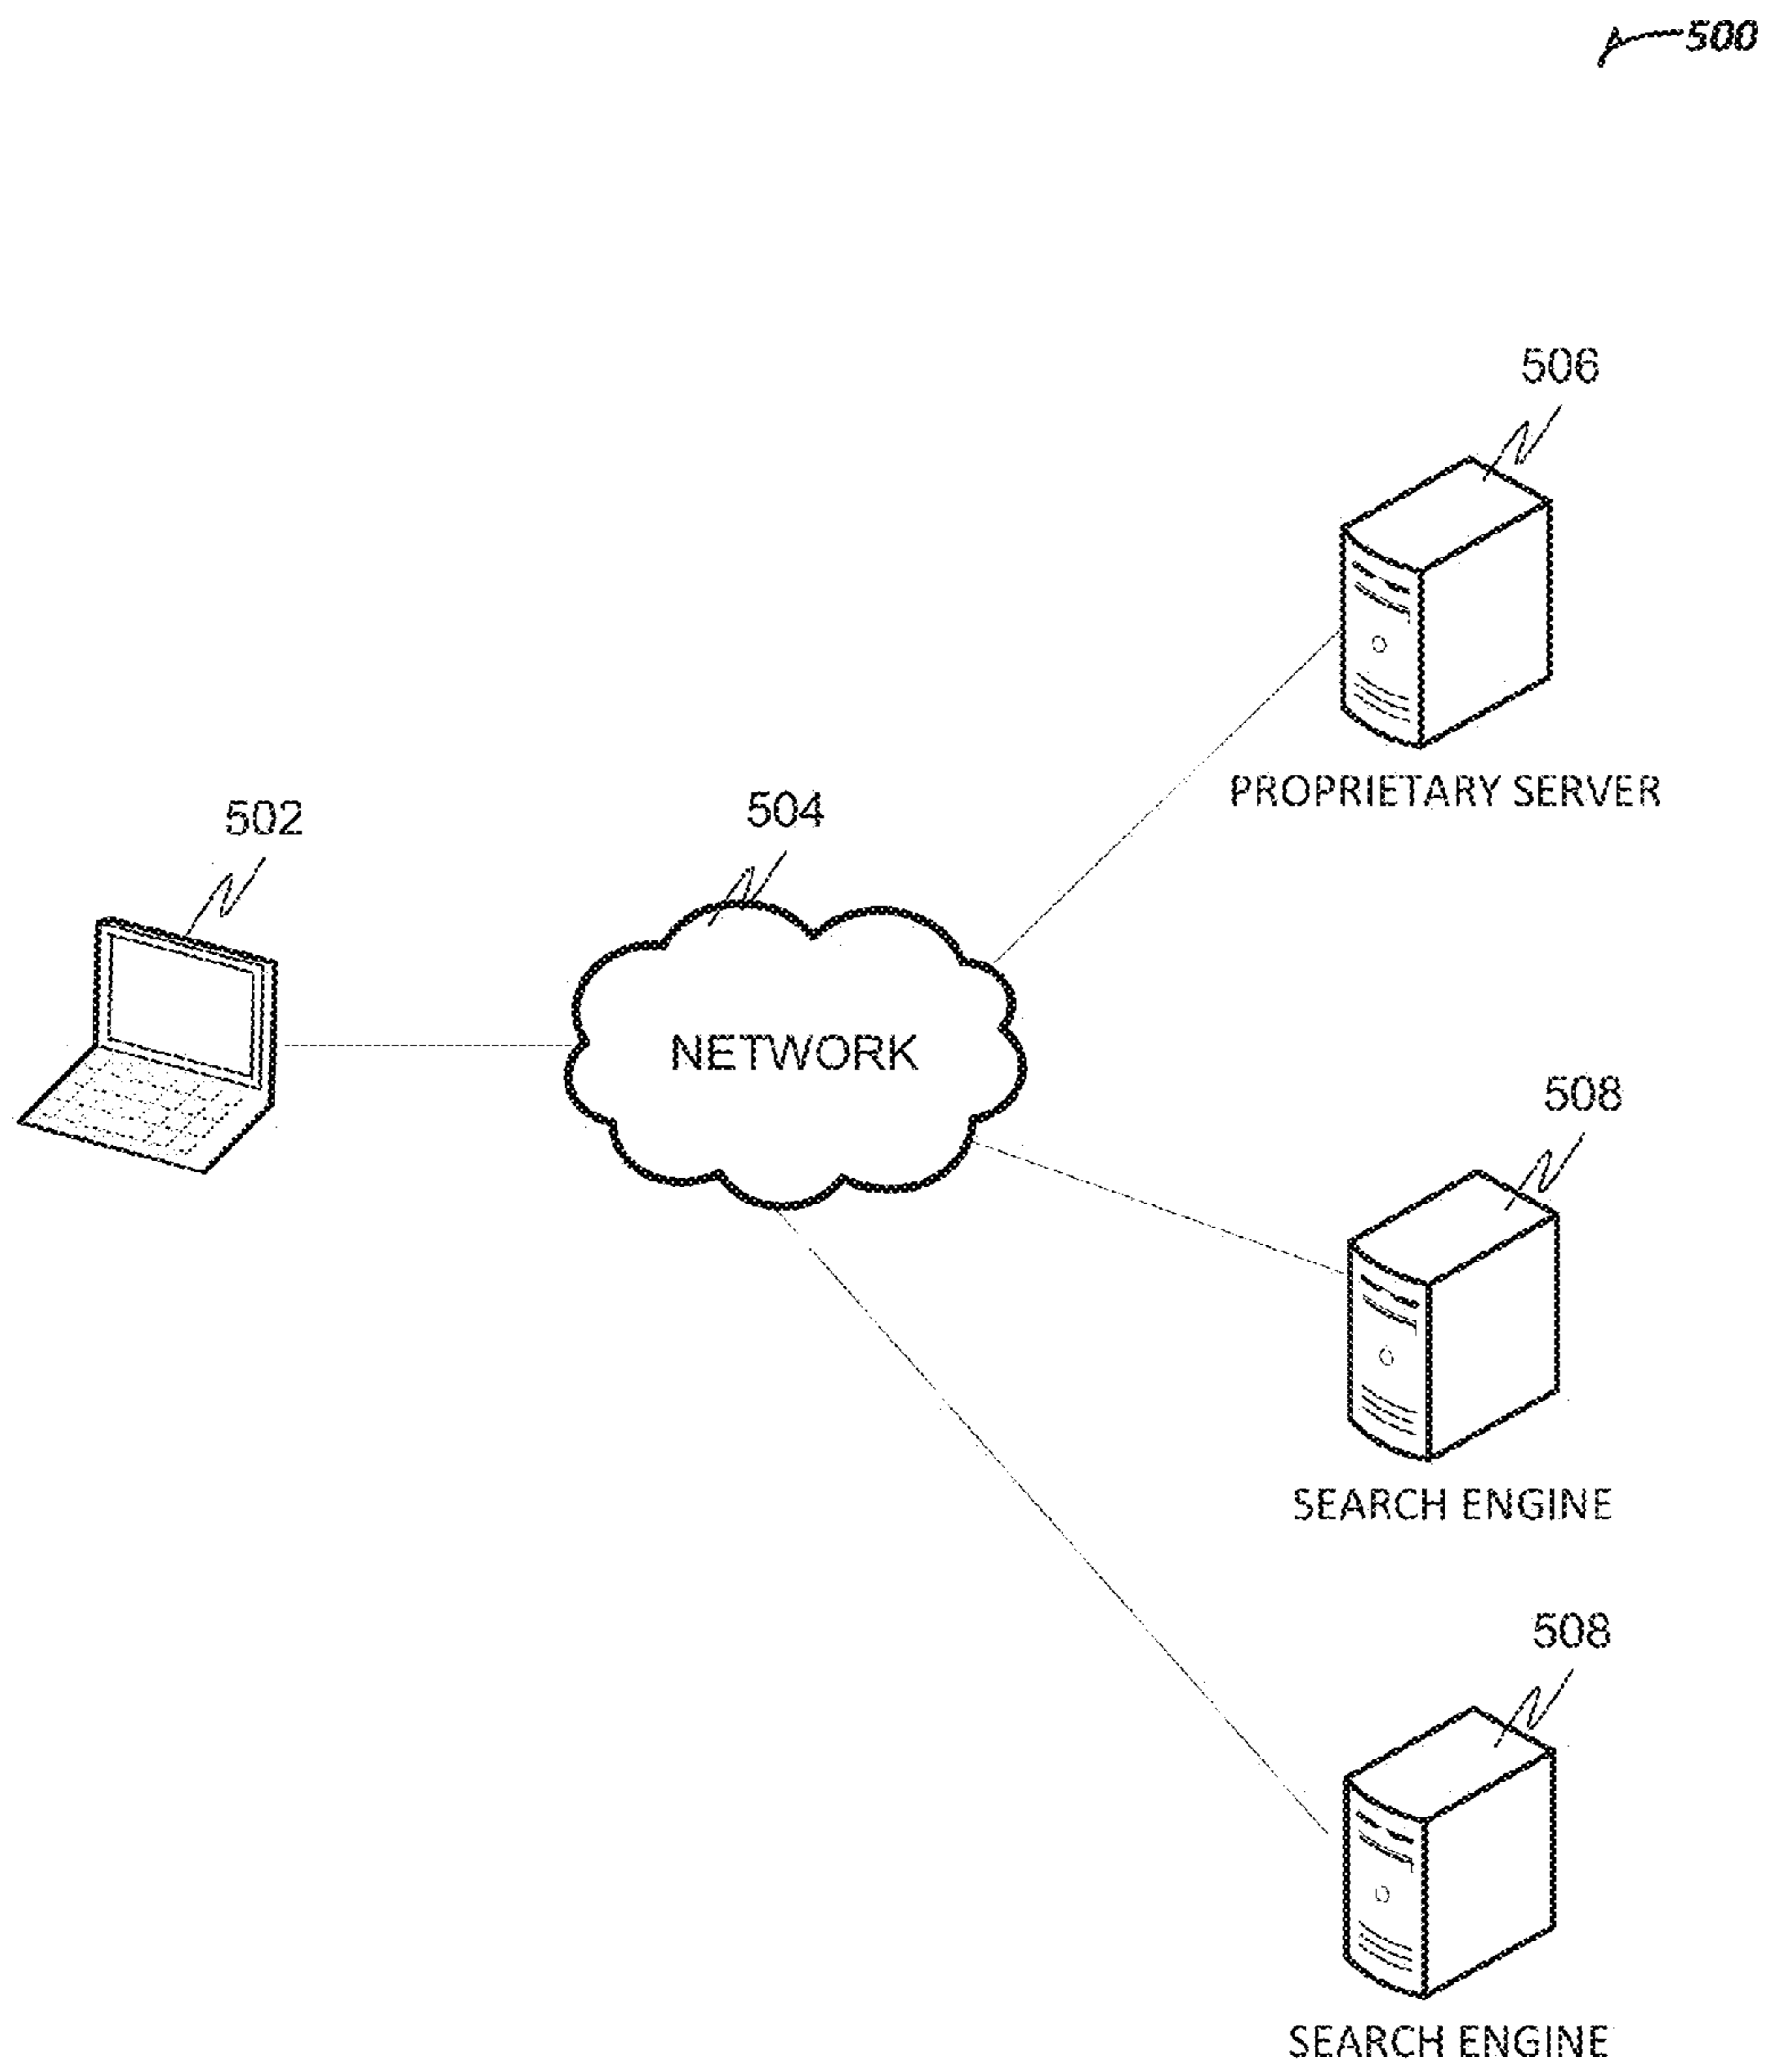 500
506
PROPRIETARY SERVER
502
504
NETWORK
508
SEARCH ENGINE
508
SEARCH ENGINE